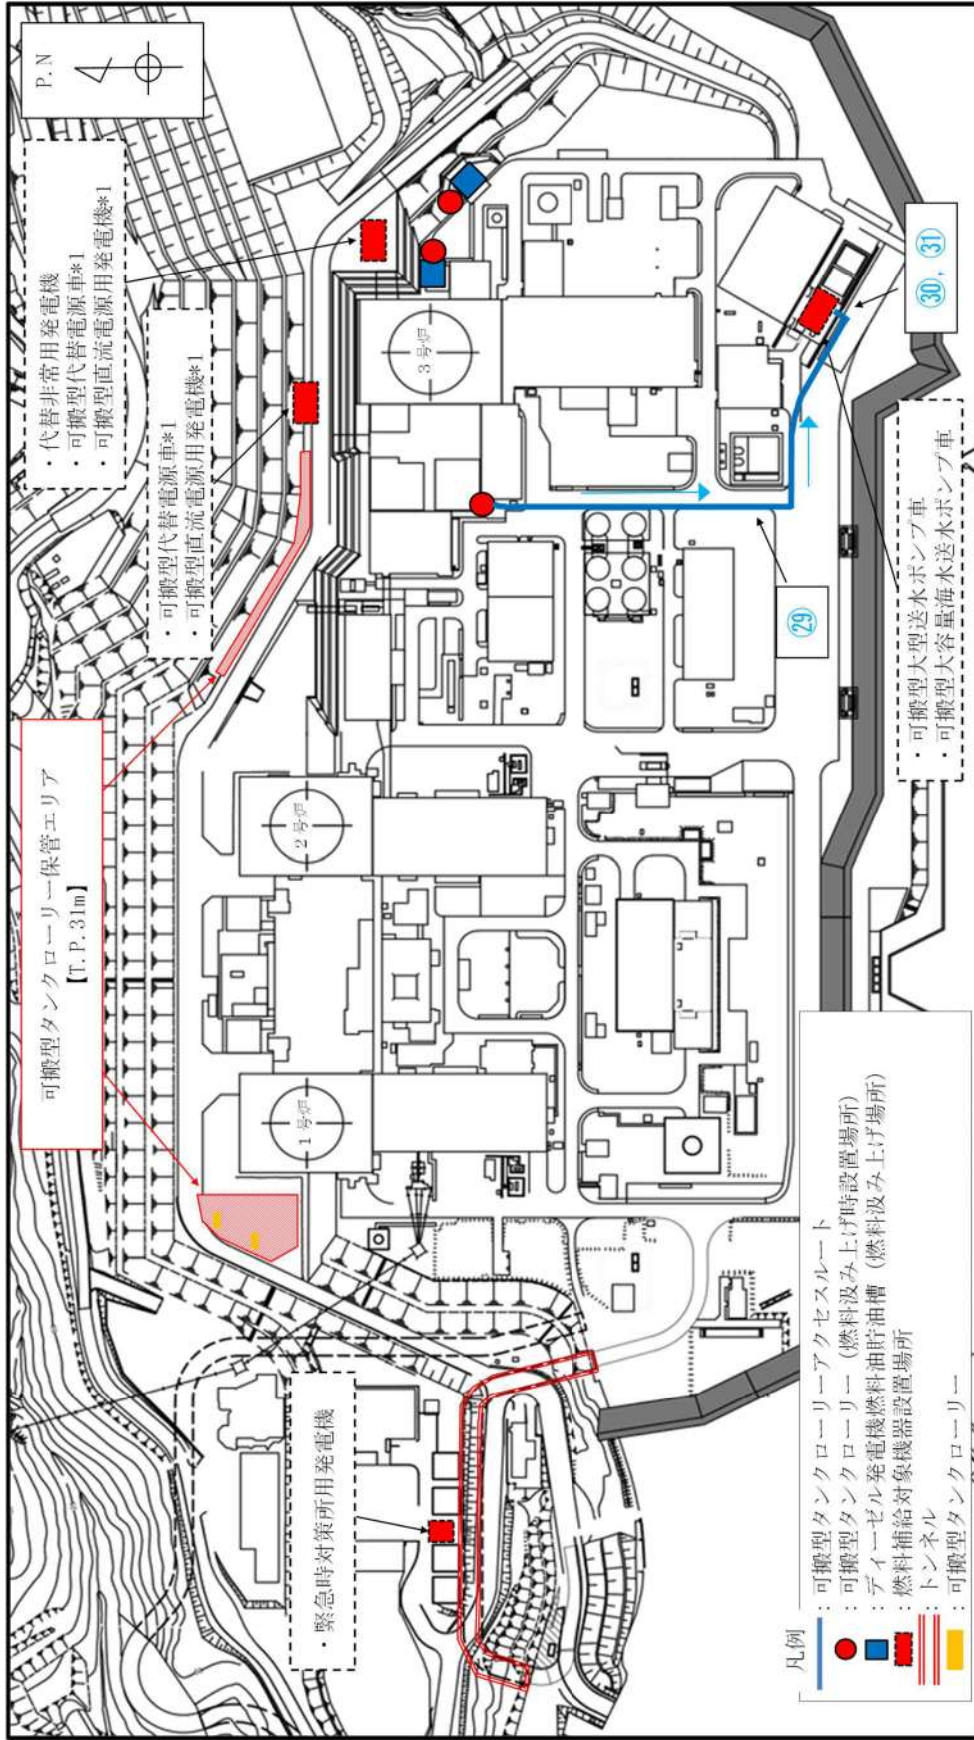 P.N
・代替非常用発電機
・可搬型代替電源車*1
・可搬型直流電源用発電機*1
・可搬型代替電源車*1
・可搬型直流電源用発電機*1
可搬型タンクローリー保管エリア
【T.P.31m】
・緊急時対策所用発電機
1号炉
2号炉
3号炉
㉙
㉚, ㉛
・可搬型大型送水ポンプ車
・可搬型大容量海水送水ポンプ車
凡例
：可搬型タンクローリーアクセスルート
：可搬型タンクローリー（燃料汲み上げ時設置場所）
：ディーゼル発電機燃料油貯油槽（燃料汲み上げ場所）
：燃料補給対象機器設置場所
：トンネル
：可搬型タンクローリー